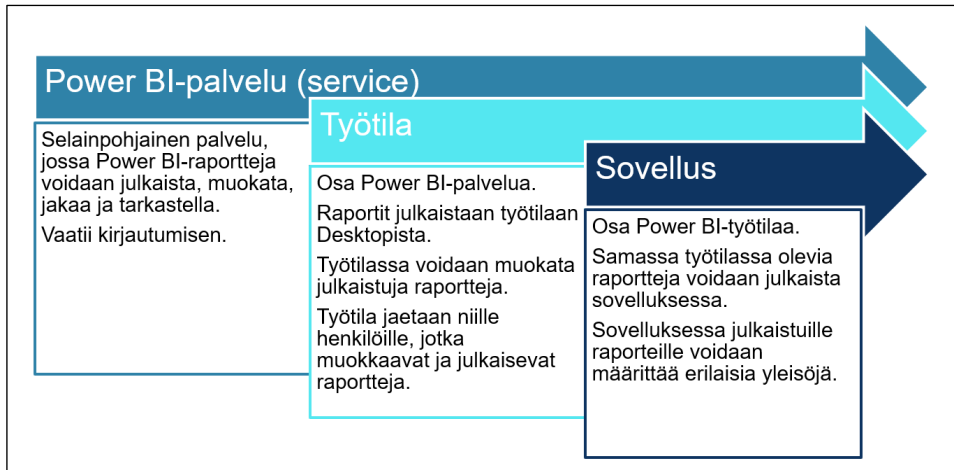 Power BI-palvelu (service)
Selainpohjainen palvelu,
jossa Power BI-raportteja
voidaan julkaista, muokata,
jakaa ja tarkastella.
Vaatii kirjautumisen.
Työtila
Osa Power BI-palvelua.
Raportit julkaistaan työtilaan
Desktopista.
Työtilassa voidaan muokata
julkaistuja raportteja.
Työtila jaetaan niille
henkilöille, jotka
muokkaavat ja julkaisevat
raportteja.
Sovellus
Osa Power BI-työtilaa.
Samassa työtilassa olevia
raportteja voidaan julkaista
sovelluksessa.
Sovelluksessa julkaistuille
raporteille voidaan
määrittää erilaisia yleisöjä.